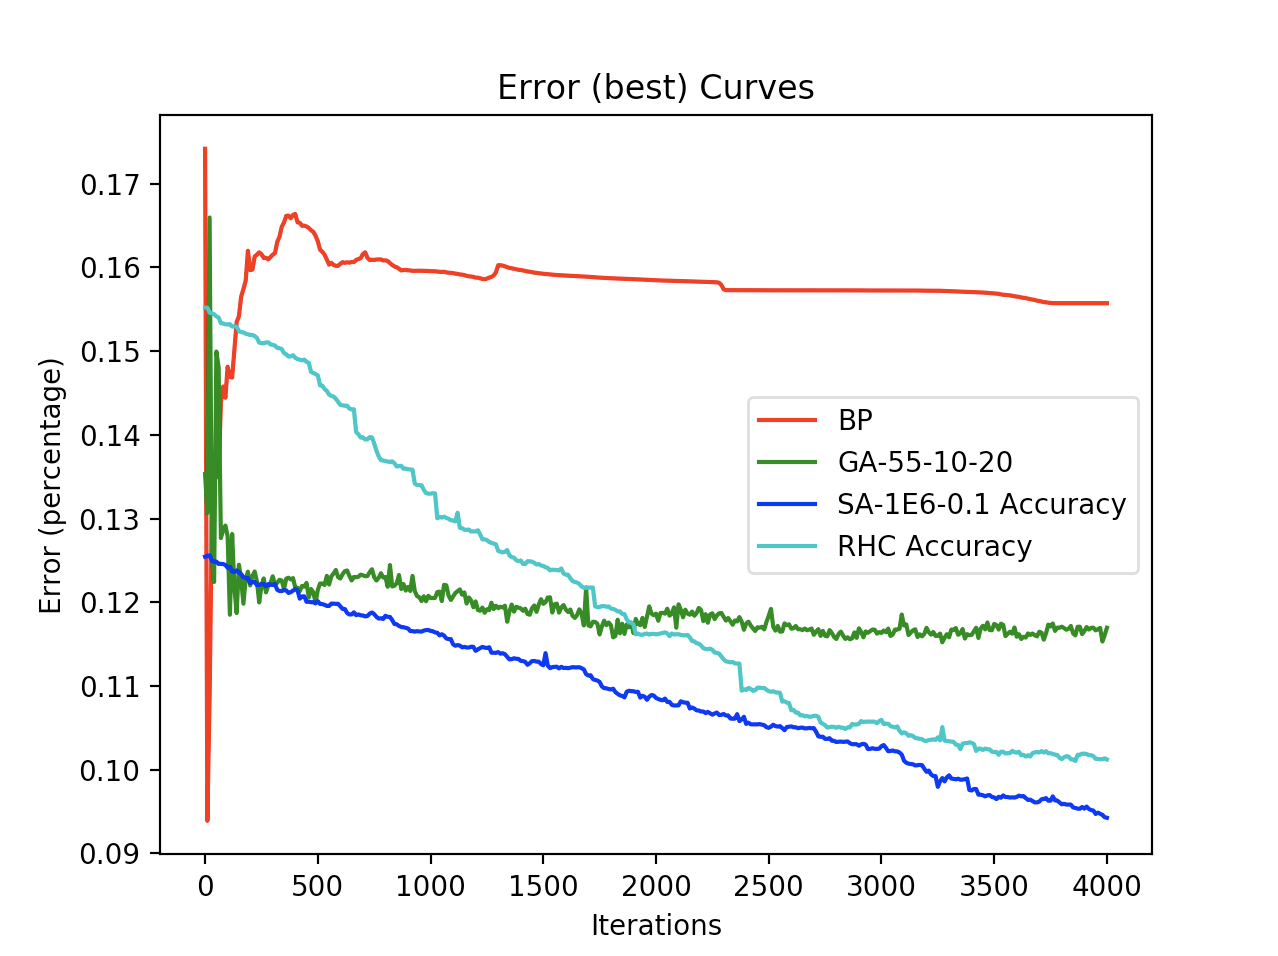 Error (best) Curves
Error (percentage)
0.17
0.16
0.15
0.14
0.13
0.12
0.11
0.10
0.09
BP
GA-55-10-20
SA-1E6-0.1 Accuracy
RHC Accuracy
0 500 1000 1500 2000 2500 3000 3500 4000
Iterations